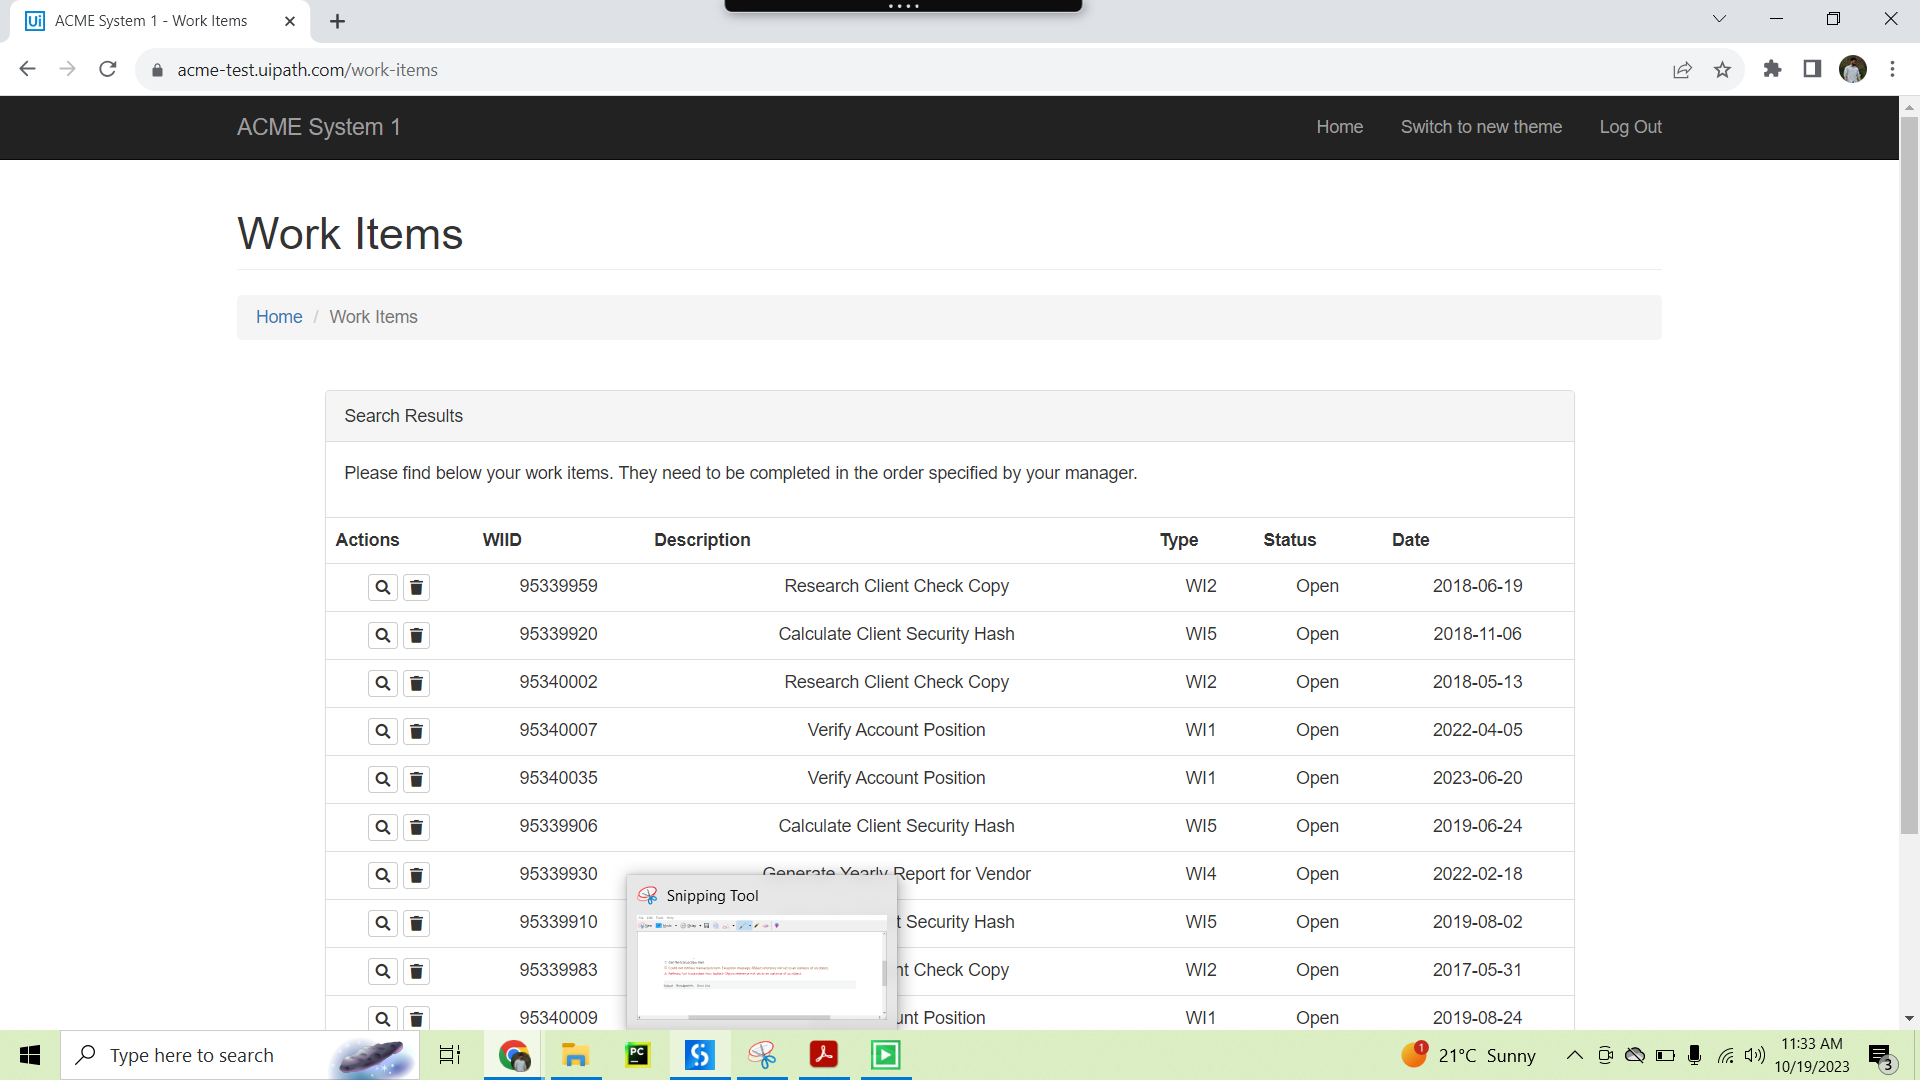 ACME System 1 - Work Items
acme-test.uipath.com/work-items
ACME System 1
Home
Switch to new theme
Log Out
Work Items
Home / Work Items
Search Results
Please find below your work items. They need to be completed in the order specified by your manager.
Actions WIID Description Type Status Date
95339959 Research Client Check Copy WI2 Open 2018-06-19
95339920 Calculate Client Security Hash WI5 Open 2018-11-06
95340002 Research Client Check Copy WI2 Open 2018-05-13
95340007 Verify Account Position WI1 Open 2022-04-05
95340035 Verify Account Position WI1 Open 2023-06-20
95339906 Calculate Client Security Hash WI5 Open 2019-06-24
95339930 Generate Yearly Report for Vendor WI4 Open 2022-02-18
95339910 t Security Hash WI5 Open 2019-08-02
95339983 nt Check Copy WI2 Open 2017-05-31
95340009 unt Position WI1 Open 2019-08-24
Snipping Tool
Type here to search
1
21°C Sunny
11:33 AM
10/19/2023
3